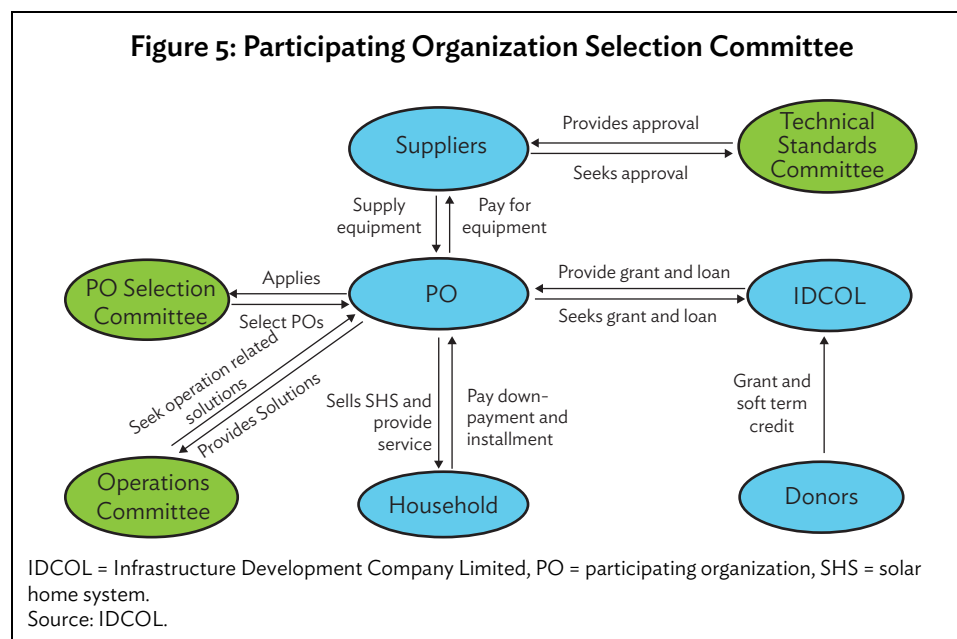 Figure 5: Participating Organization Selection Committee
Suppliers
Provides approval
Seeks approval
Technical
Standards
Committee
Supply
equipment
Pay for
equipment
PO Selection
Committee
Applies
Select POs
PO
Provide grant and loan
Seeks grant and loan
IDCOL
Seek operation related
solutions
Provides Solutions
Sells SHS and
provide
service
Pay down-
payment and
installment
Grant and
soft term
credit
Operations
Committee
Household
Donors
IDCOL = Infrastructure Development Company Limited, PO = participating organization, SHS = solar
home system.
Source: IDCOL.